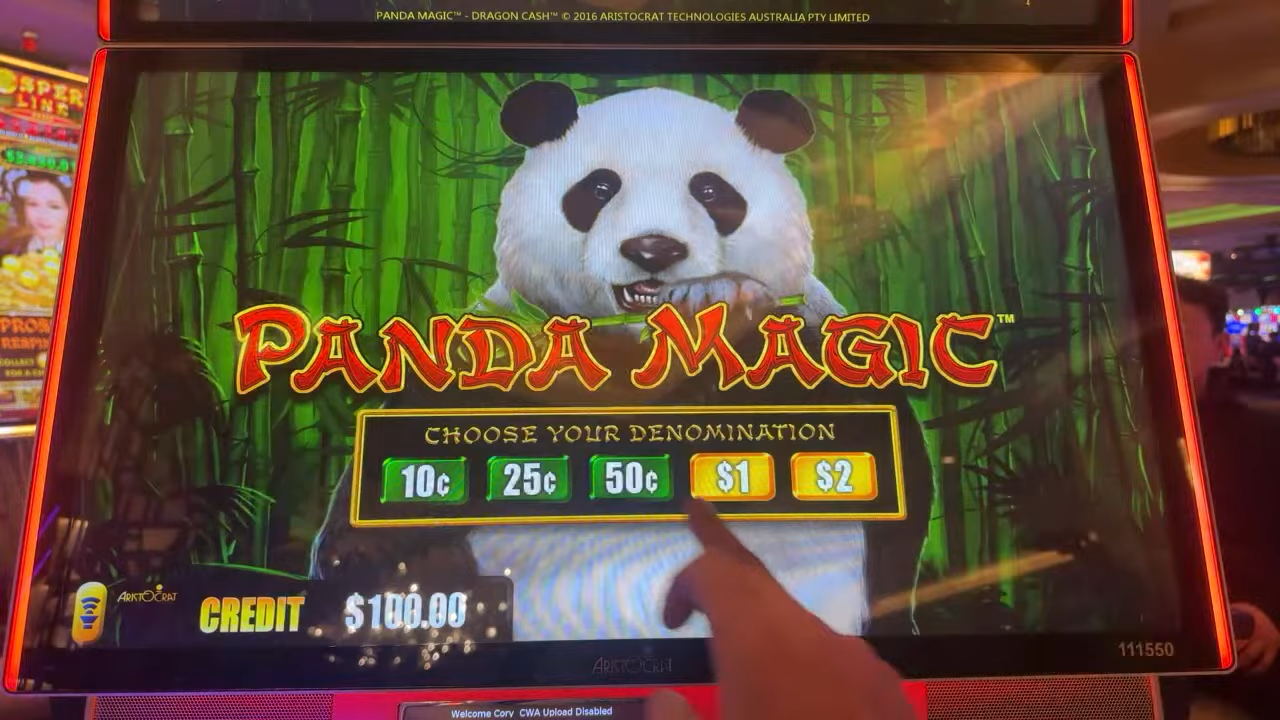 PANDA MAGIC™ - DRAGON CASH™ © 2016 ARISTOCRAT TECHNOLOGIES AUSTRALIA PTY LIMITED
PANDA MAGIC™
CHOOSE YOUR DENOMINATION
10¢ 25¢ 50¢ $1 $2
ARISTOCRAT CREDIT $100.00
ARISTOCRAT
111550
Welcome Cory CWA Upload Disabled